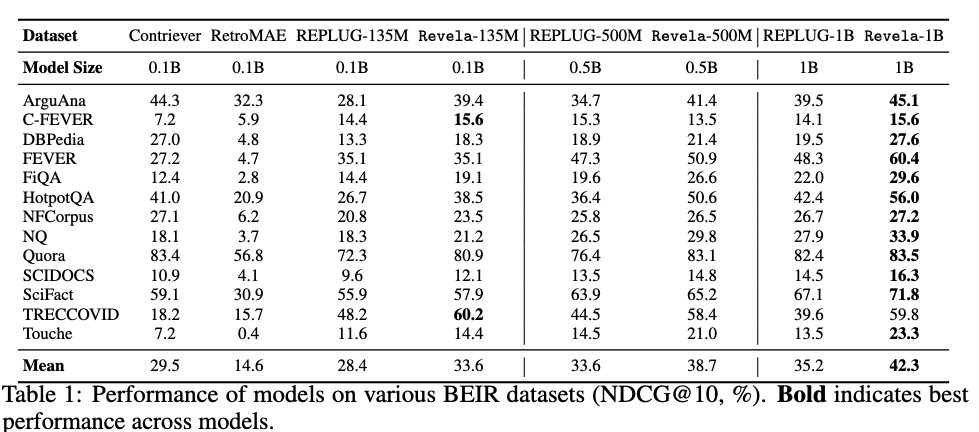 Dataset Contriever RetroMAE REPLUG-135M Revela-135M REPLUG-500M Revela-500M REPLUG-1B Revela-1B
Model Size 0.1B 0.1B 0.1B 0.1B 0.5B 0.5B 1B 1B
ArguAna 44.3 32.3 28.1 39.4 34.7 41.4 39.5 45.1
C-FEVER 7.2 5.9 14.4 15.6 15.3 13.5 14.1 15.6
DBPedia 27.0 4.8 13.3 18.3 18.9 21.4 19.5 27.6
FEVER 27.2 4.7 35.1 35.1 47.3 50.9 48.3 60.4
FiQA 12.4 2.8 14.4 19.1 19.6 26.6 22.0 29.6
HotpotQA 41.0 20.9 26.7 38.5 36.4 50.6 42.4 56.0
NFCorpus 27.1 6.2 20.8 23.5 25.8 26.5 26.7 27.2
NQ 18.1 3.7 18.3 21.2 26.5 29.8 27.9 33.9
Quora 83.4 56.8 72.3 80.9 76.4 83.1 82.4 83.5
SCIDOCS 10.9 4.1 9.6 12.1 13.5 14.8 14.5 16.3
SciFact 59.1 30.9 55.9 57.9 63.9 65.2 67.1 71.8
TRECCOVID 18.2 15.7 48.2 60.2 44.5 58.4 39.6 59.8
Touche 7.2 0.4 11.6 14.4 14.5 21.0 13.5 23.3
Mean 29.5 14.6 28.4 33.6 33.6 38.7 35.2 42.3
Table 1: Performance of models on various BEIR datasets (NDCG@10, %). Bold indicates best
performance across models.